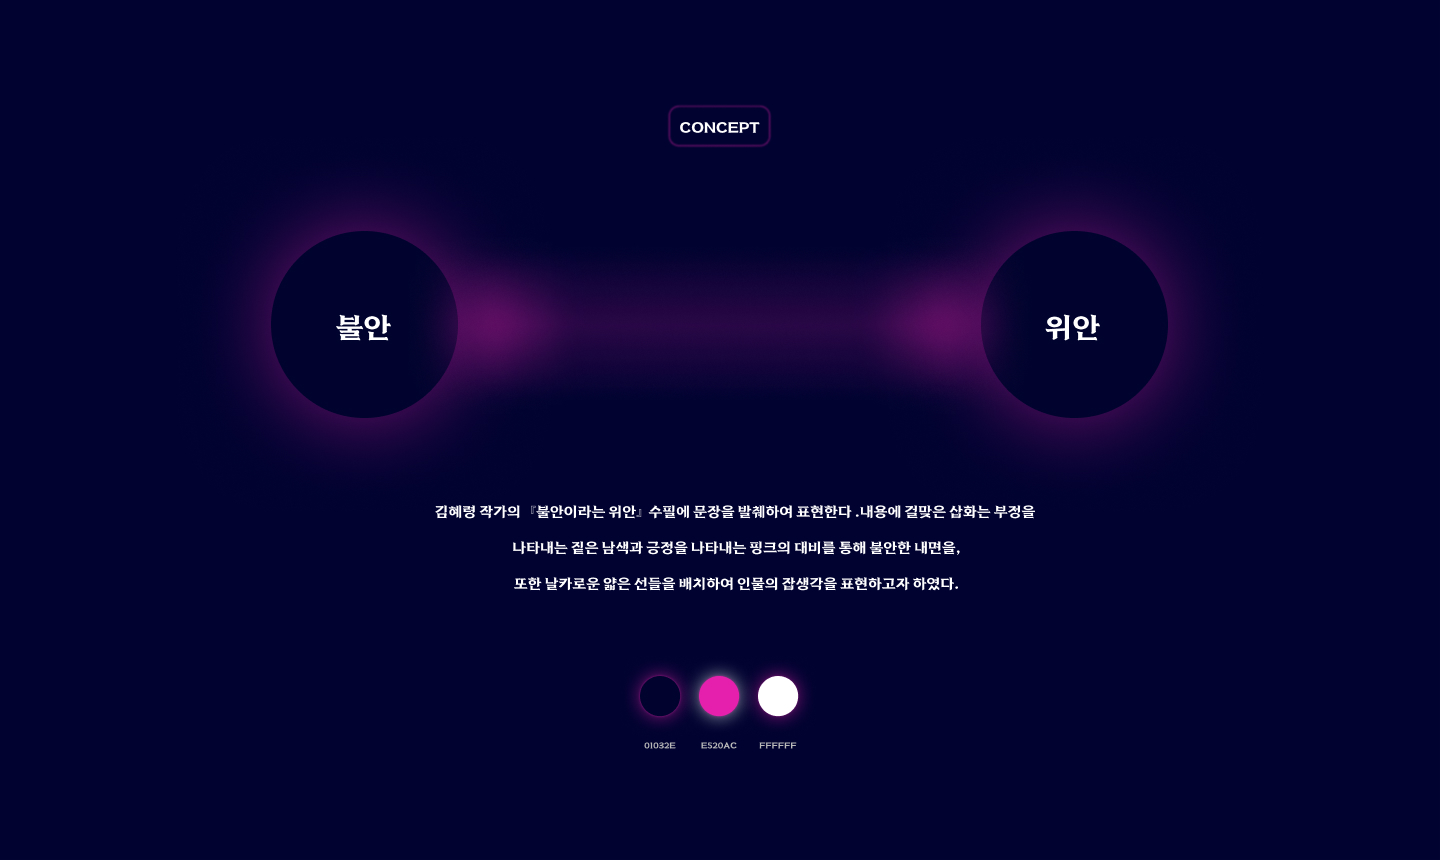 CONCEPT
불안
위안
김혜령 작가의 『불안이라는 위안』 수필에 문장을 발췌하여 표현한다 .내용에 걸맞은 삽화는 부정을
나타내는 짙은 남색과 긍정을 나타내는 핑크의 대비를 통해 불안한 내면을,
또한 날카로운 얇은 선들을 배치하여 인물의 잡생각을 표현하고자 하였다.
01032E
E520AC
FFFFFF